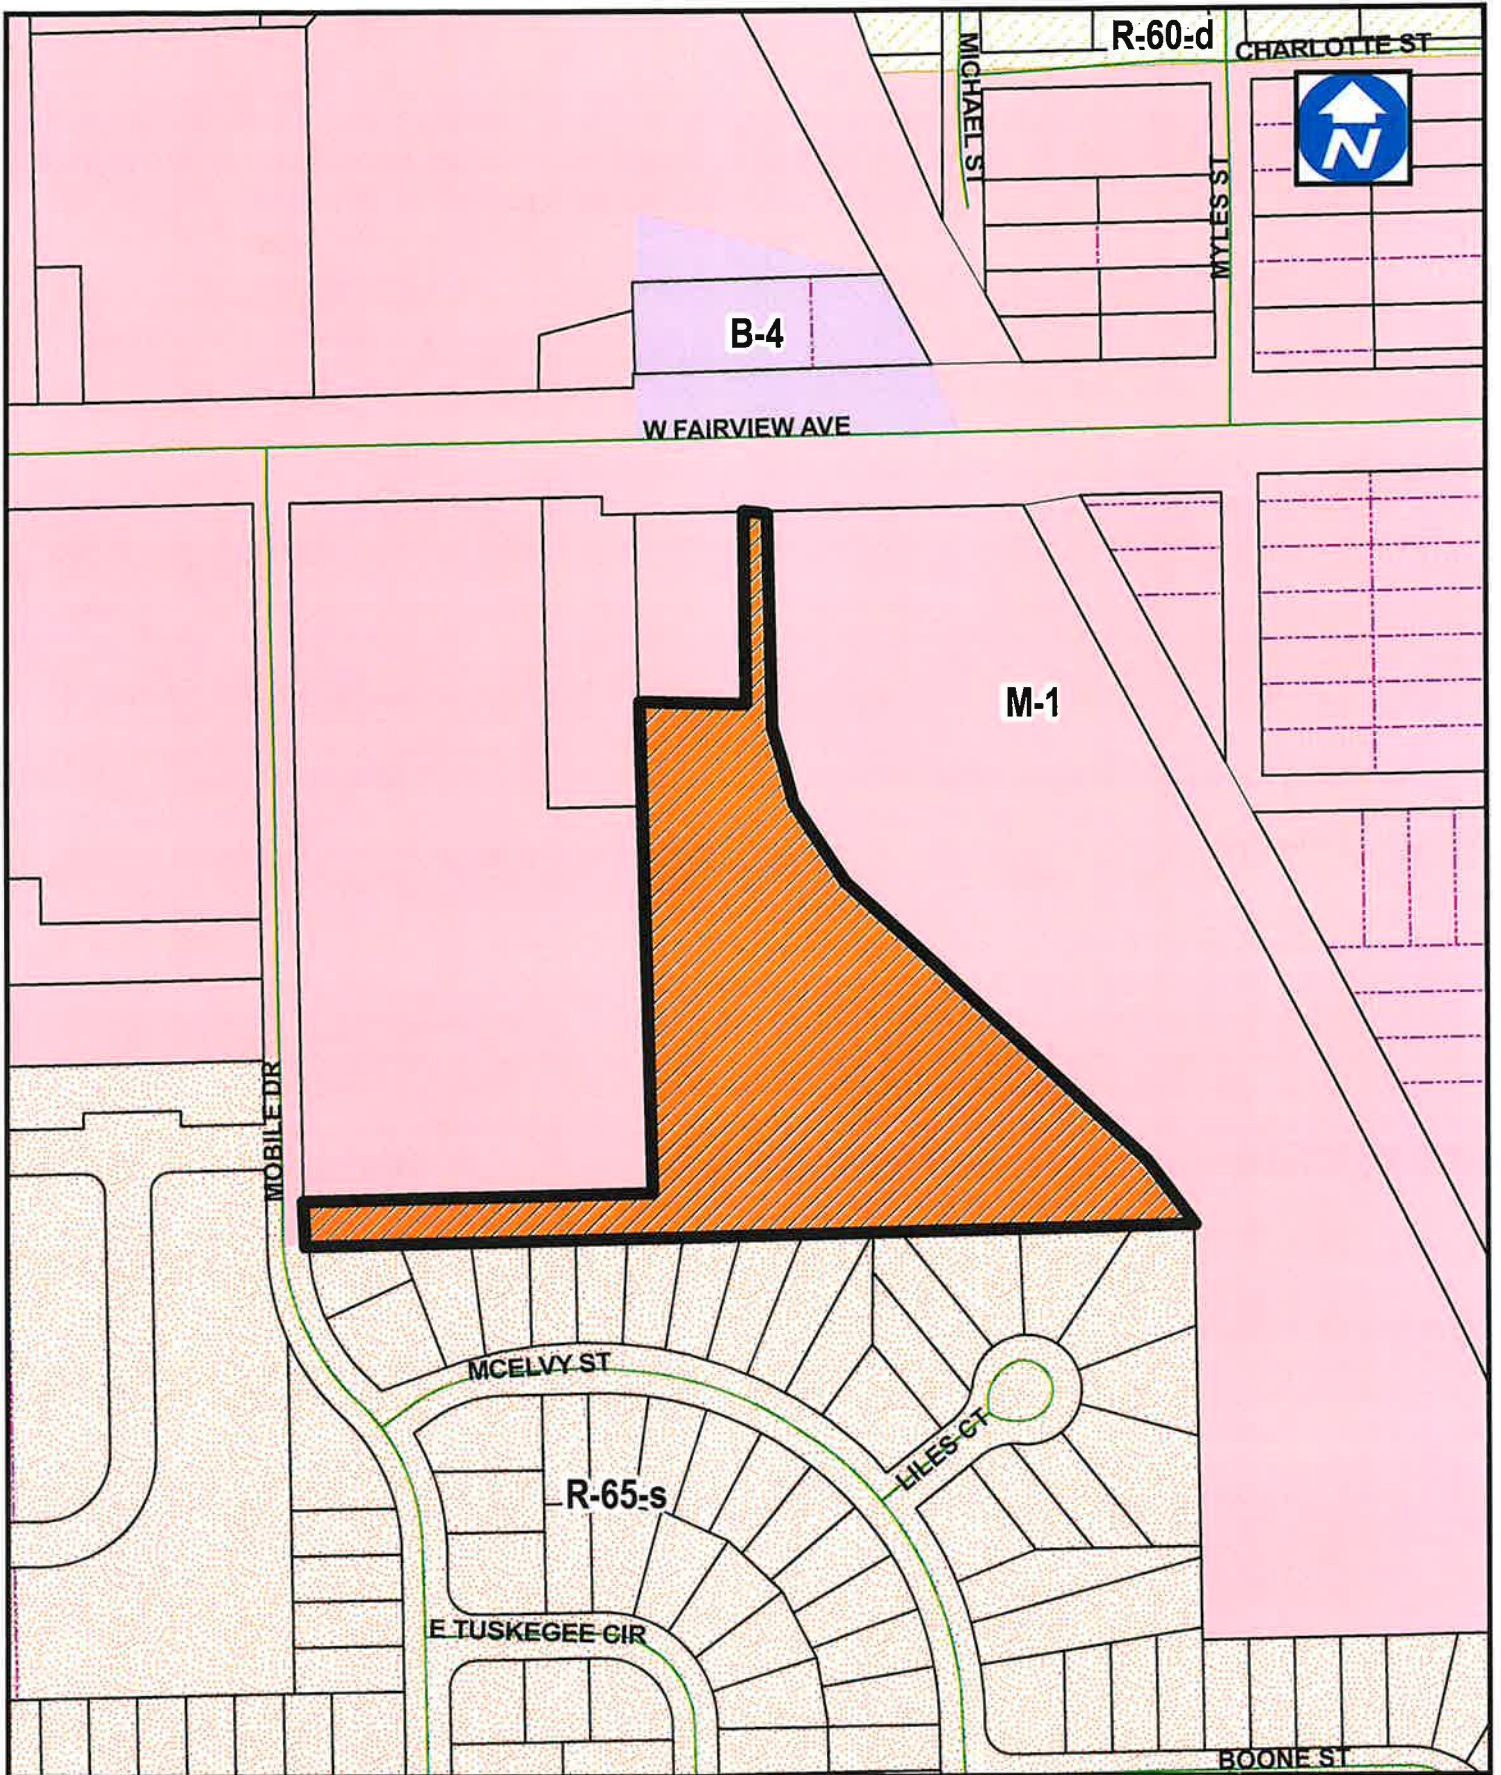 R-60-d
CHARLOTTE ST
MICHAEL ST
N
MYLES ST
B-4
W FAIRVIEW AVE
M-1
MOBILE DR
MCELVY ST
LILES CT
R-65-s
E TUSKEGEE CIR
BOONE ST